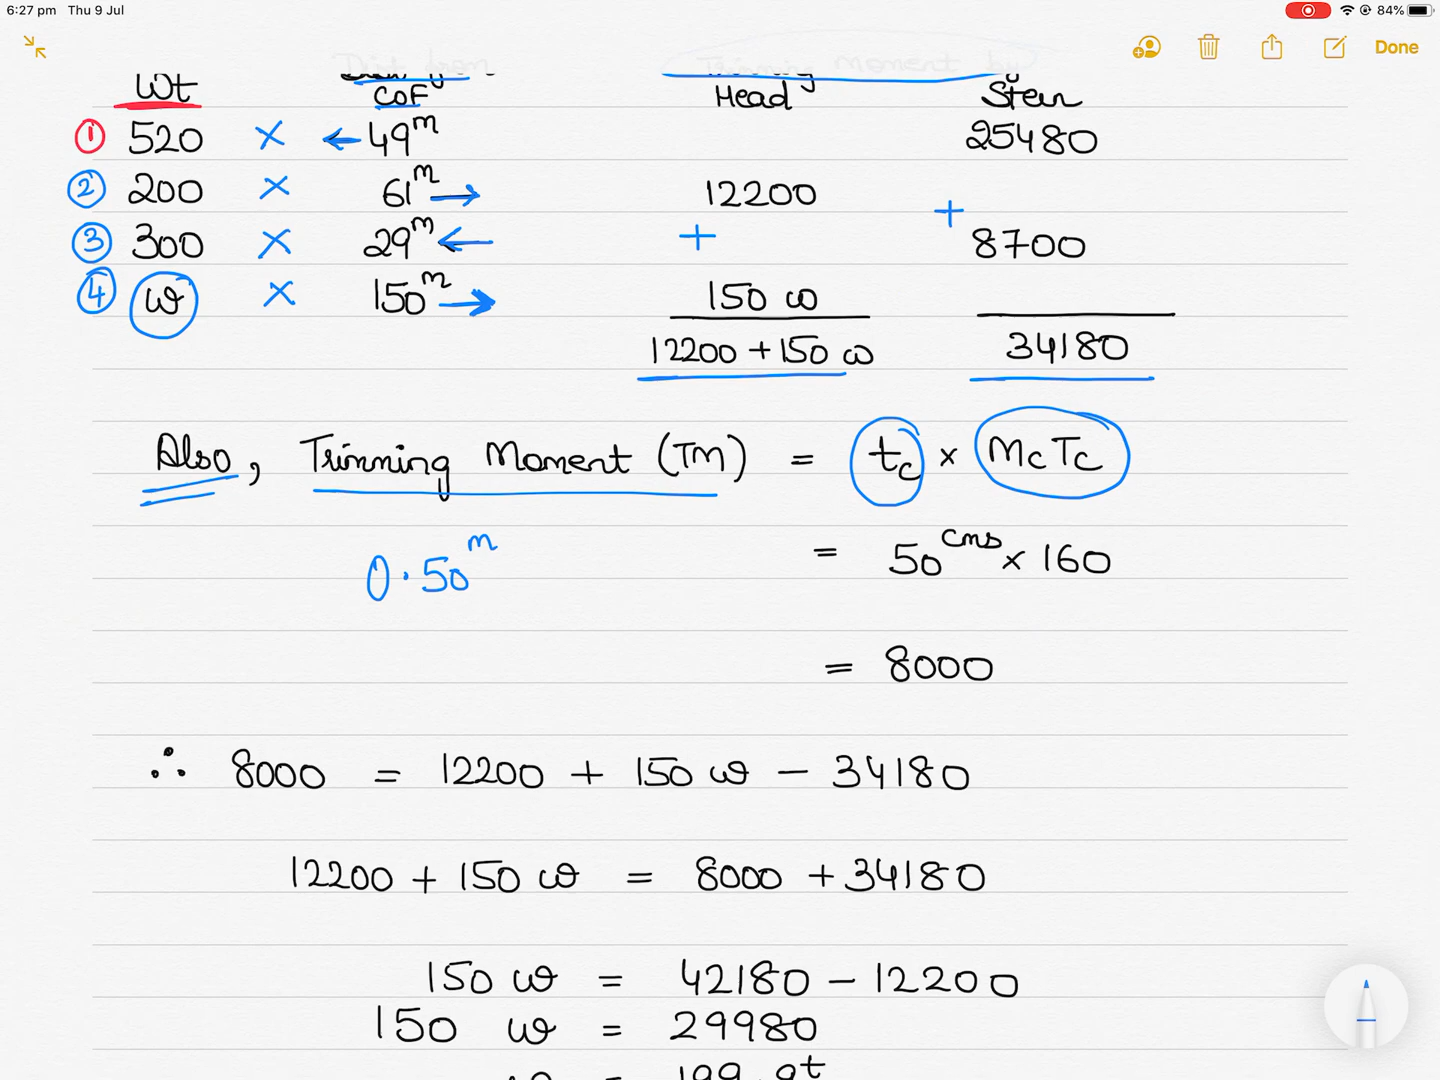 6:27 pm Thu 9 Jul 84%
Done
Wt CoF Head Stern
① 520 × ← 49ᵐ 25480
② 200 × 61ᵐ → 12200 +
③ 300 × 29ᵐ ← + 8700
④ ω × 150ᵐ → 150 ω
12200 + 150 ω 34180
Also, Trimming Moment (TM) = tc × MCTC
0.50ᵐ = 50 cms × 160
= 8000
∴ 8000 = 12200 + 150 ω − 34180
12200 + 150 ω = 8000 + 34180
150 ω = 42180 − 12200
150 ω = 29980